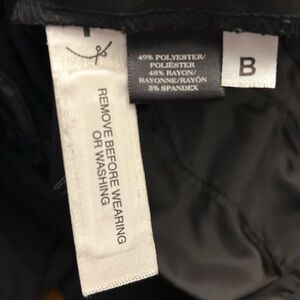 49% POLYESTER/
POLIÉSTER
48% RAYON/
RAYONNE/RAYÓN
3% SPANDEX
B
REMOVE BEFORE WEARING
OR WASHING